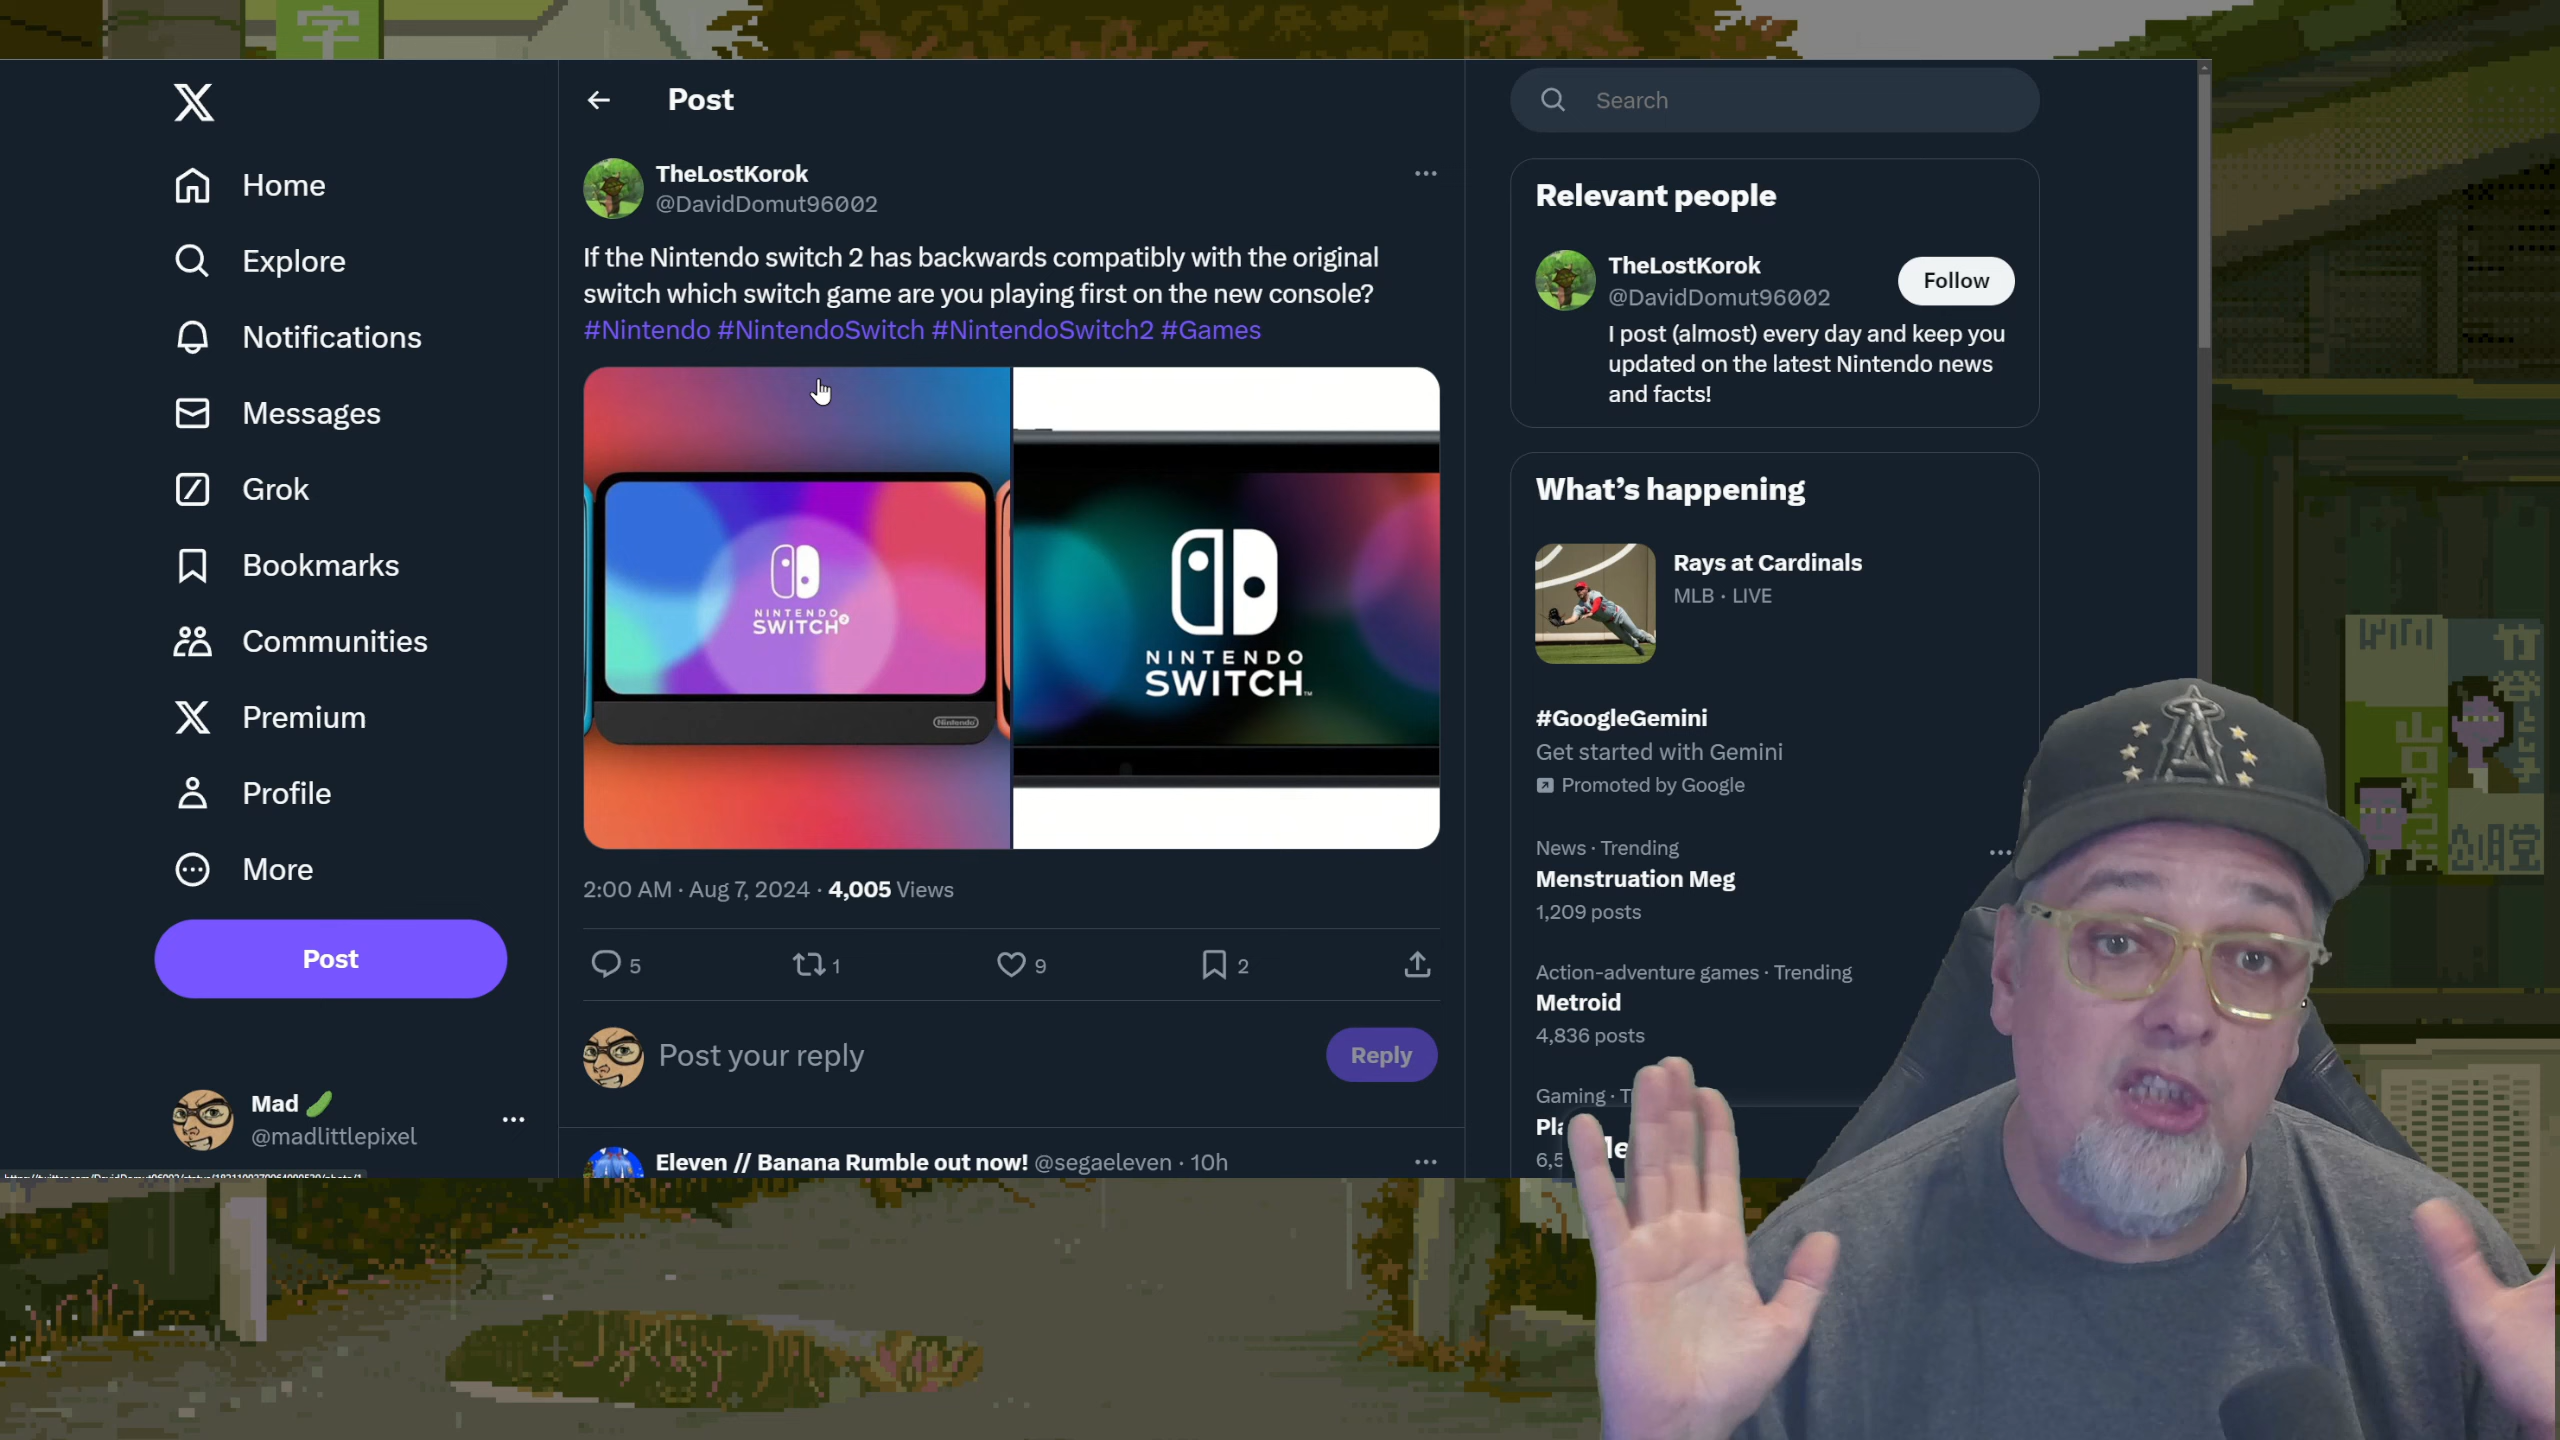 字
Post
Search
Home
Explore
Notifications
Messages
Grok
Bookmarks
Communities
Premium
Profile
More
Post
Mad
@madlittlepixel
TheLostKorok
@DavidDomut96002
If the Nintendo switch 2 has backwards compatibly with the original
switch which switch game are you playing first on the new console?
#Nintendo #NintendoSwitch #NintendoSwitch2 #Games
NINTENDO
SWITCH2
Nintendo
NINTENDO
SWITCH™
2:00 AM · Aug 7, 2024 · 4,005 Views
5 1 9 2
Post your reply
Reply
Eleven // Banana Rumble out now! @segaeleven · 10h
Relevant people
TheLostKorok
@DavidDomut96002
Follow
I post (almost) every day and keep you
updated on the latest Nintendo news
and facts!
What's happening
Rays at Cardinals
MLB · LIVE
#GoogleGemini
Get started with Gemini
Promoted by Google
News · Trending
Menstruation Meg
1,209 posts
Action-adventure games · Trending
Metroid
4,836 posts
Gaming